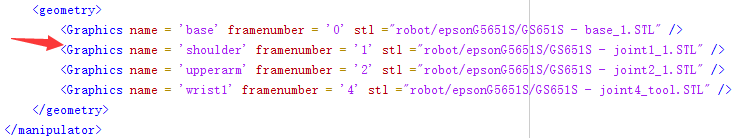 <geometry>
<Graphics name = 'base' framenumber = '0' stl ="robot/epsonG5651S/GS651S - base_1.STL" />
<Graphics name = 'shoulder' framenumber = '1' stl ="robot/epsonG5651S/GS651S - joint1_1.STL" />
<Graphics name = 'upperarm' framenumber = '2' stl ="robot/epsonG5651S/GS651S - joint2_1.STL" />
<Graphics name = 'wrist1' framenumber = '4' stl ="robot/epsonG5651S/GS651S - joint4_tool.STL" />
</geometry>
</manipulator>